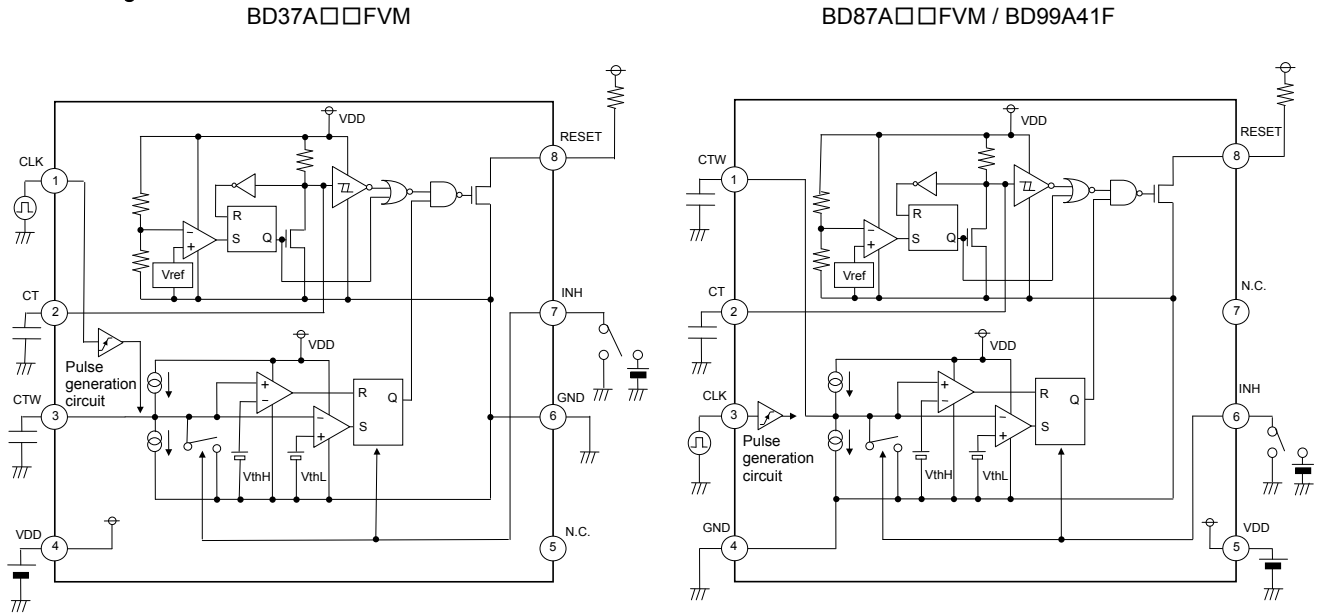 BD37A□□FVM
VDD
RESET
CLK
1
8
R
S
Q
−
+
Vref
CT
2
INH
7
VDD
Pulse
generation
circuit
CTW
3
+
−
R
Q
S
−
+
GND
6
VthH
VthL
VDD
4
N.C.
5
BD87A□□FVM / BD99A41F
VDD
RESET
CTW
1
8
R
S
Q
−
+
Vref
CT
2
N.C.
7
VDD
CLK
3
Pulse
generation
circuit
+
−
R
Q
S
−
+
INH
6
VthH
VthL
GND
4
VDD
5